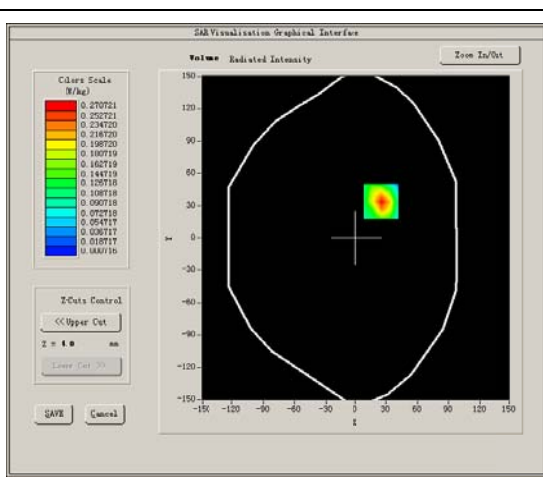 SAR Visualisation Graphical Interface
Volume Radiated Intensity
Zoom In/Out
Colors Scale
(W/kg)
0.270721
0.252721
0.234720
0.216720
0.198720
0.180719
0.162719
0.144719
0.126718
0.108718
0.090718
0.072718
0.054717
0.036717
0.018717
0.000716
Z-Cuts Control
<< Upper Cut
Z = 4.0 mm
Lower Cut >>
SAVE
Cancel
150
120
90
60
30
0
-30
-60
-90
-120
-150
Y
-150 -120 -90 -60 -30 0 30 60 90 120 150
X